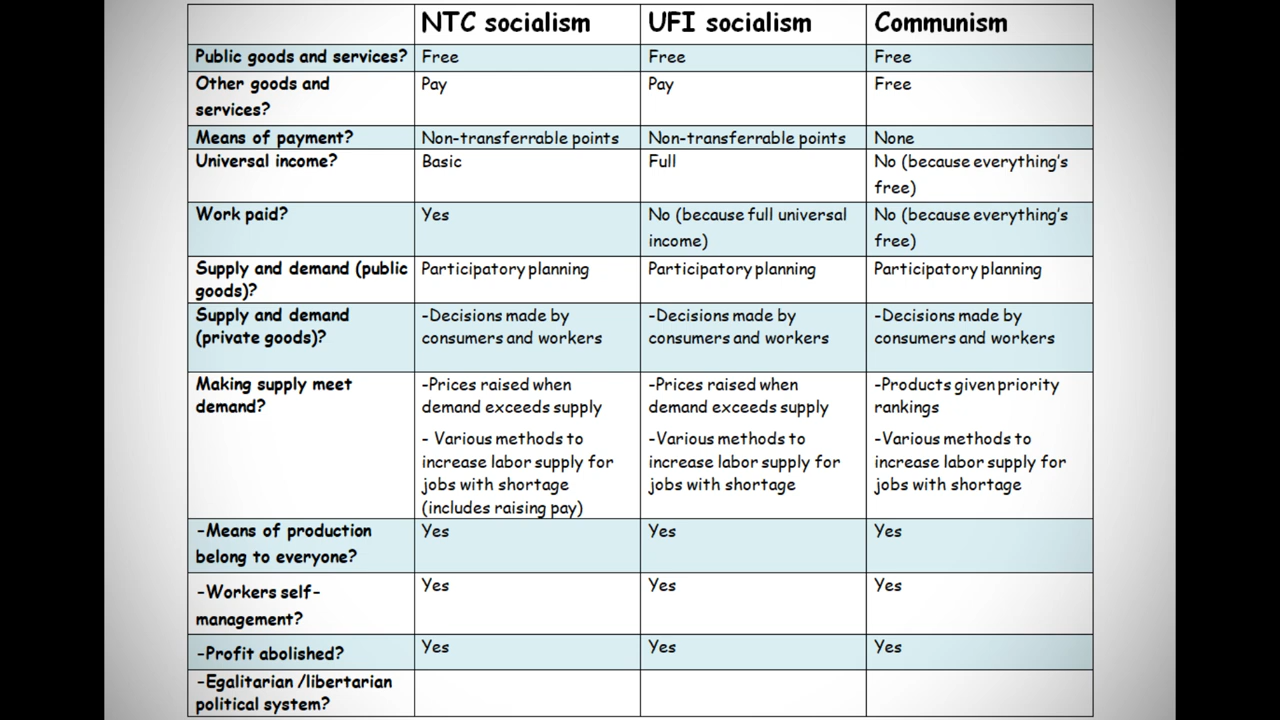 NTC socialism UFI socialism Communism
Public goods and services? Free Free Free
Other goods and Pay Pay Free
services?
Means of payment? Non-transferrable points Non-transferrable points None
Universal income? Basic Full No (because everything's
free)
Work paid? Yes No (because full universal No (because everything's
income) free)
Supply and demand (public Participatory planning Participatory planning Participatory planning
goods)?
Supply and demand -Decisions made by -Decisions made by -Decisions made by
(private goods)? consumers and workers consumers and workers consumers and workers
Making supply meet -Prices raised when -Prices raised when -Products given priority
demand? demand exceeds supply demand exceeds supply rankings
- Various methods to -Various methods to -Various methods to
increase labor supply for increase labor supply for increase labor supply for
jobs with shortage jobs with shortage jobs with shortage
(includes raising pay)
-Means of production Yes Yes Yes
belong to everyone?
-Workers self- Yes Yes Yes
management?
-Profit abolished? Yes Yes Yes
-Egalitarian /libertarian
political system?